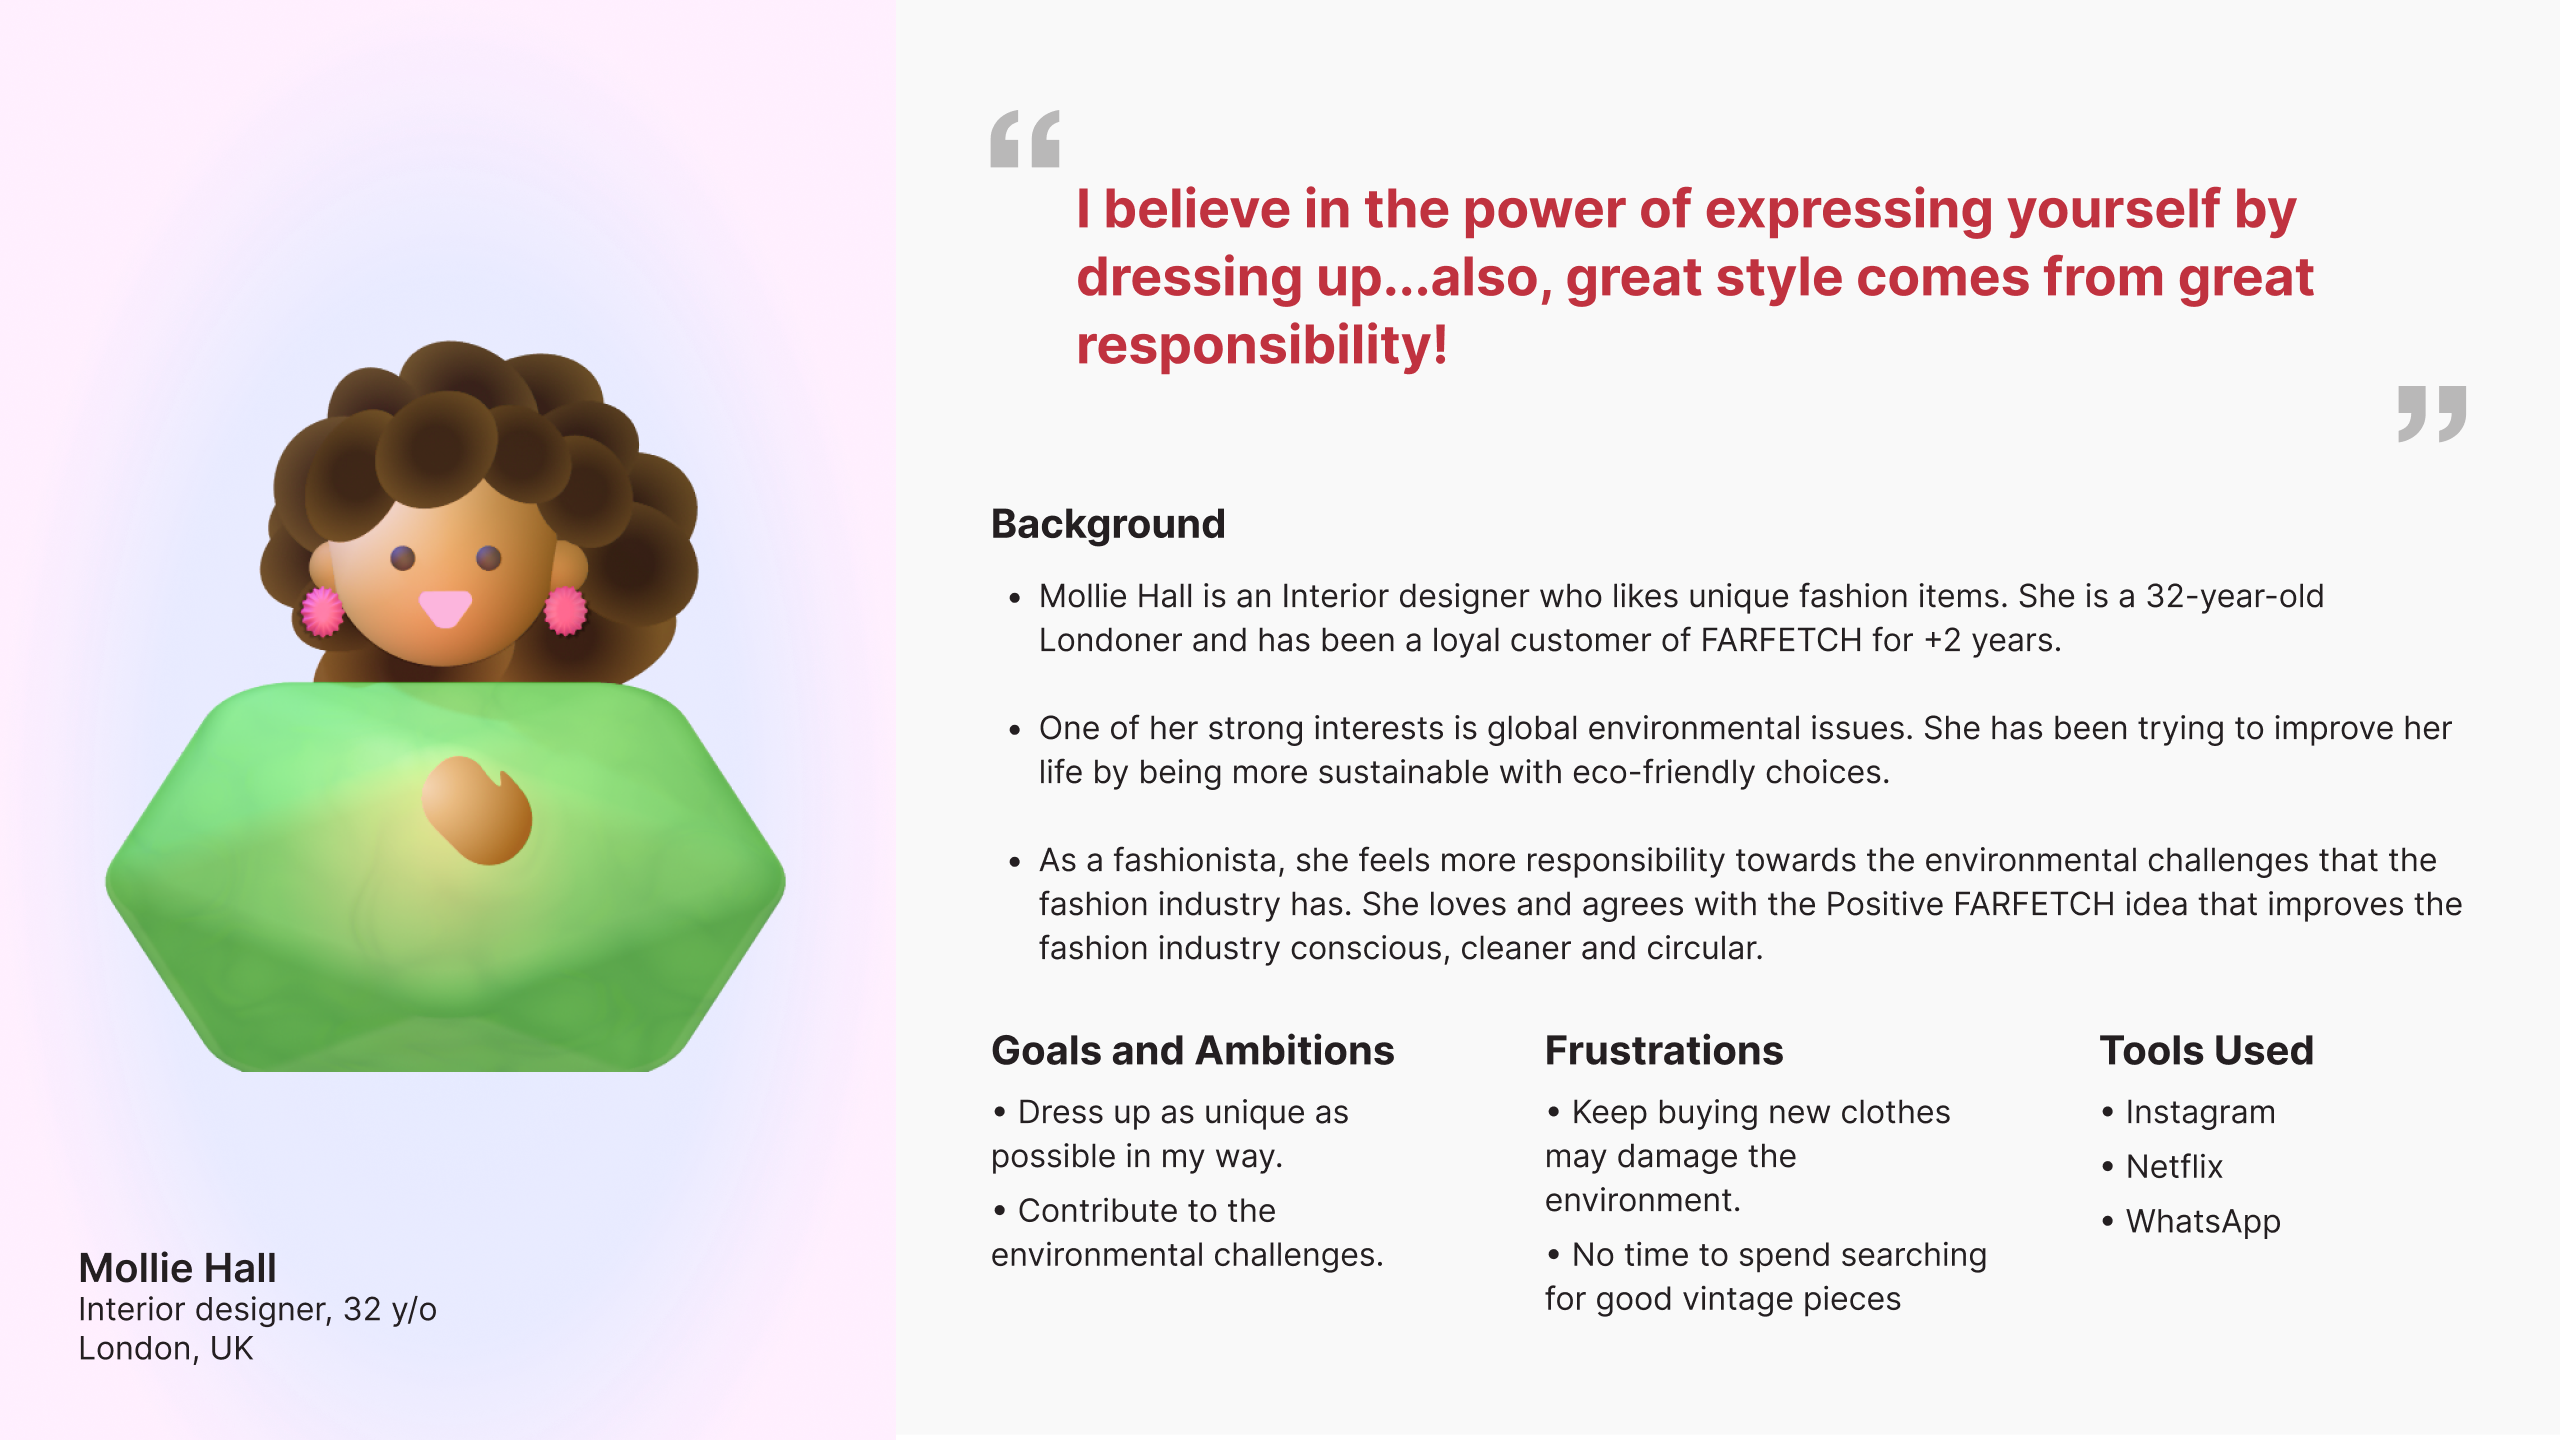 “
I believe in the power of expressing yourself by
dressing up...also, great style comes from great
responsibility!
”
Background
• Mollie Hall is an Interior designer who likes unique fashion items. She is a 32-year-old
Londoner and has been a loyal customer of FARFETCH for +2 years.
• One of her strong interests is global environmental issues. She has been trying to improve her
life by being more sustainable with eco-friendly choices.
• As a fashionista, she feels more responsibility towards the environmental challenges that the
fashion industry has. She loves and agrees with the Positive FARFETCH idea that improves the
fashion industry conscious, cleaner and circular.
Goals and Ambitions
• Dress up as unique as
possible in my way.
• Contribute to the
environmental challenges.
Frustrations
• Keep buying new clothes
may damage the
environment.
• No time to spend searching
for good vintage pieces
Tools Used
• Instagram
• Netflix
• WhatsApp
Mollie Hall
Interior designer, 32 y/o
London, UK